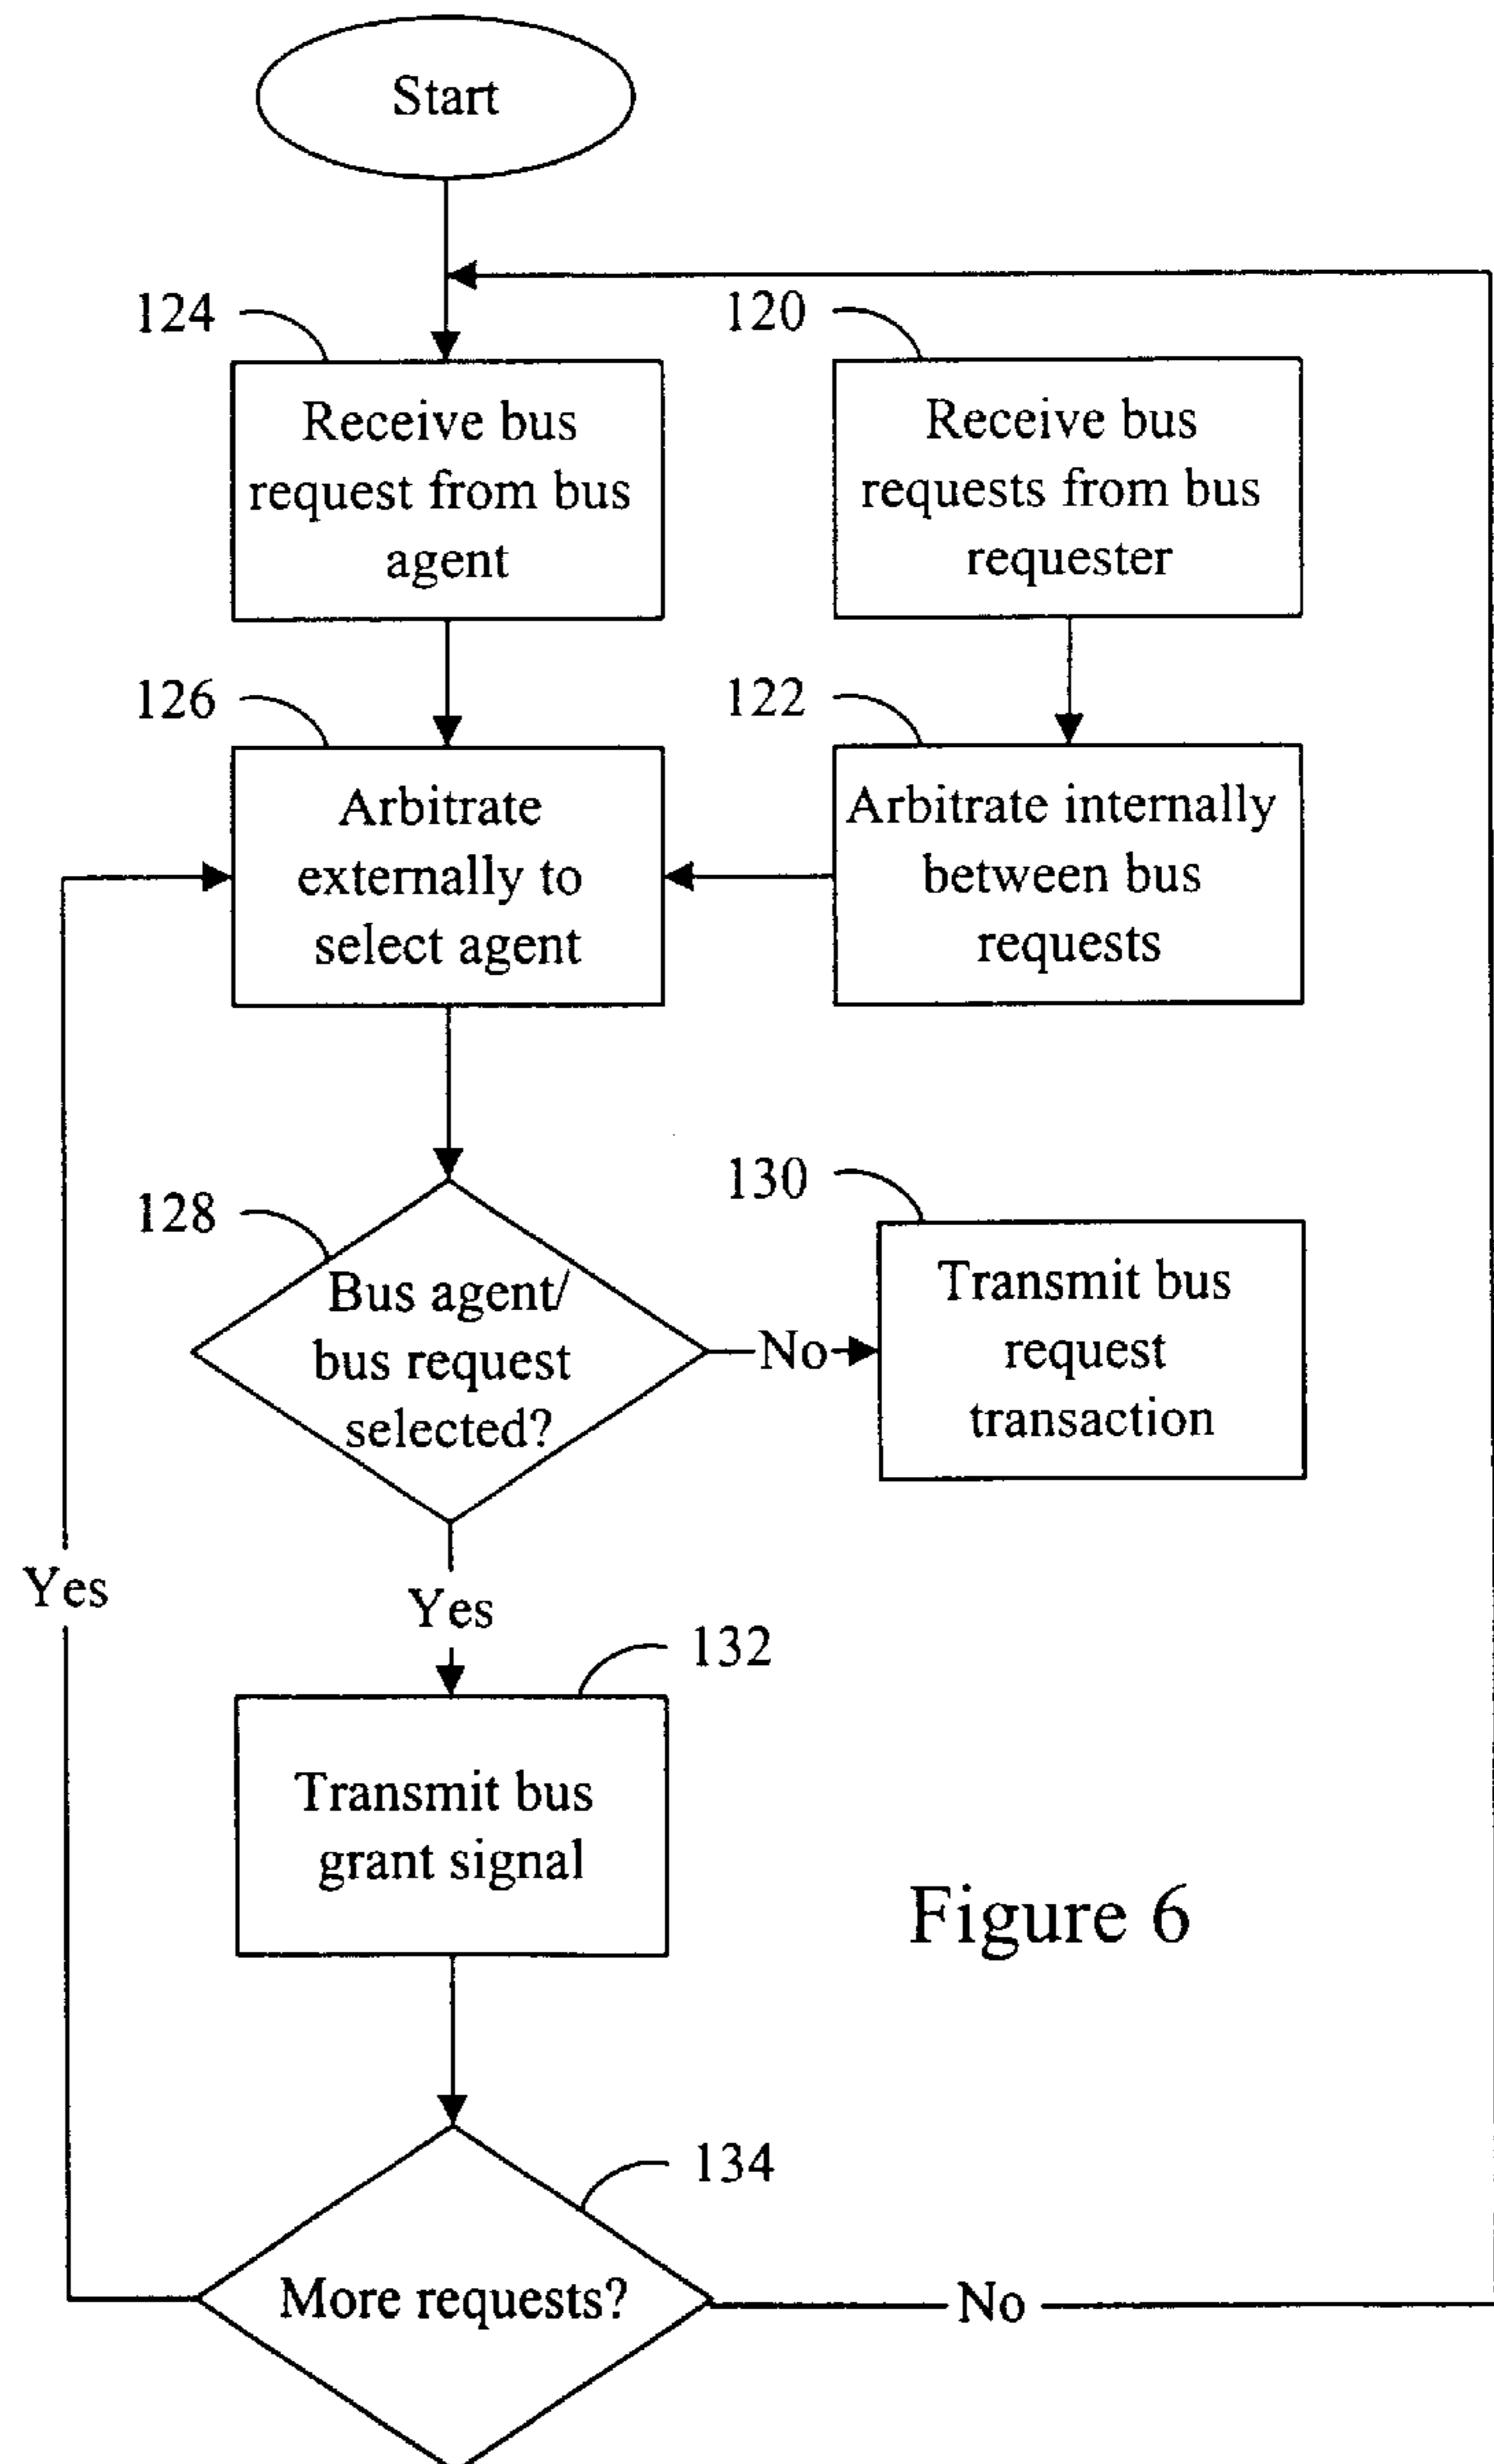 Start
124
Receive bus
request from bus
agent
120
Receive bus
requests from bus
requester
126
Arbitrate
externally to
select agent
122
Arbitrate internally
between bus
requests
128
Bus agent/
bus request
selected?
No
130
Transmit bus
request
transaction
Yes
Yes
132
Transmit bus
grant signal
Figure 6
134
More requests?
No